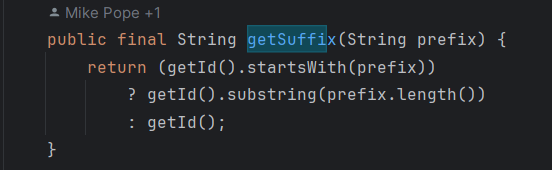 Mike Pope +1
public final String getSuffix(String prefix) {
    return (getId().startsWith(prefix))
        ? getId().substring(prefix.length())
        : getId();
}